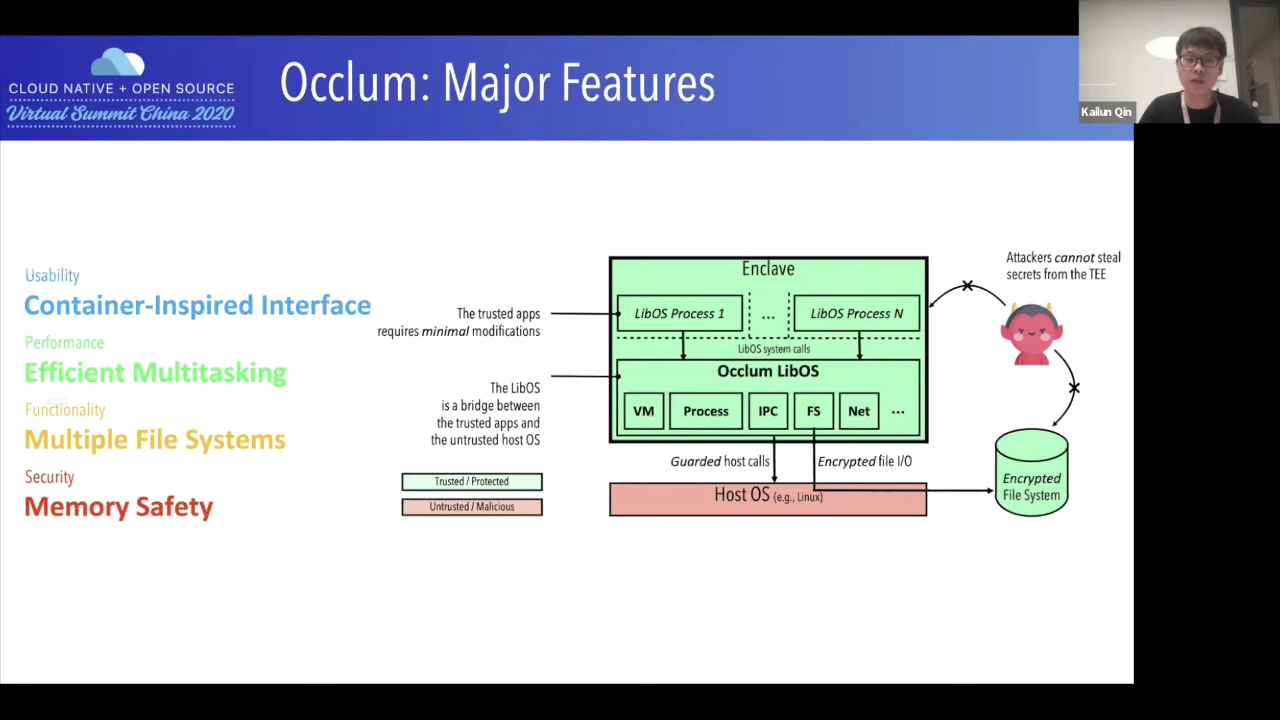 CLOUD NATIVE + OPEN SOURCE
Virtual Summit China 2020
Occlum: Major Features
Kailun Qin
Usability
Container-Inspired Interface
Performance
Efficient Multitasking
Functionality
Multiple File Systems
Security
Memory Safety
The trusted apps
requires minimal modifications
The LibOS
is a bridge between
the trusted apps and
the untrusted host OS
Trusted / Protected
Untrusted / Malicious
Enclave
LibOS Process 1
...
LibOS Process N
LibOS system calls
Occlum LibOS
VM
Process
IPC
FS
Net
...
Guarded host calls
Encrypted file I/O
Host OS (e.g., Linux)
Attackers cannot steal
secrets from the TEE
Encrypted
File System